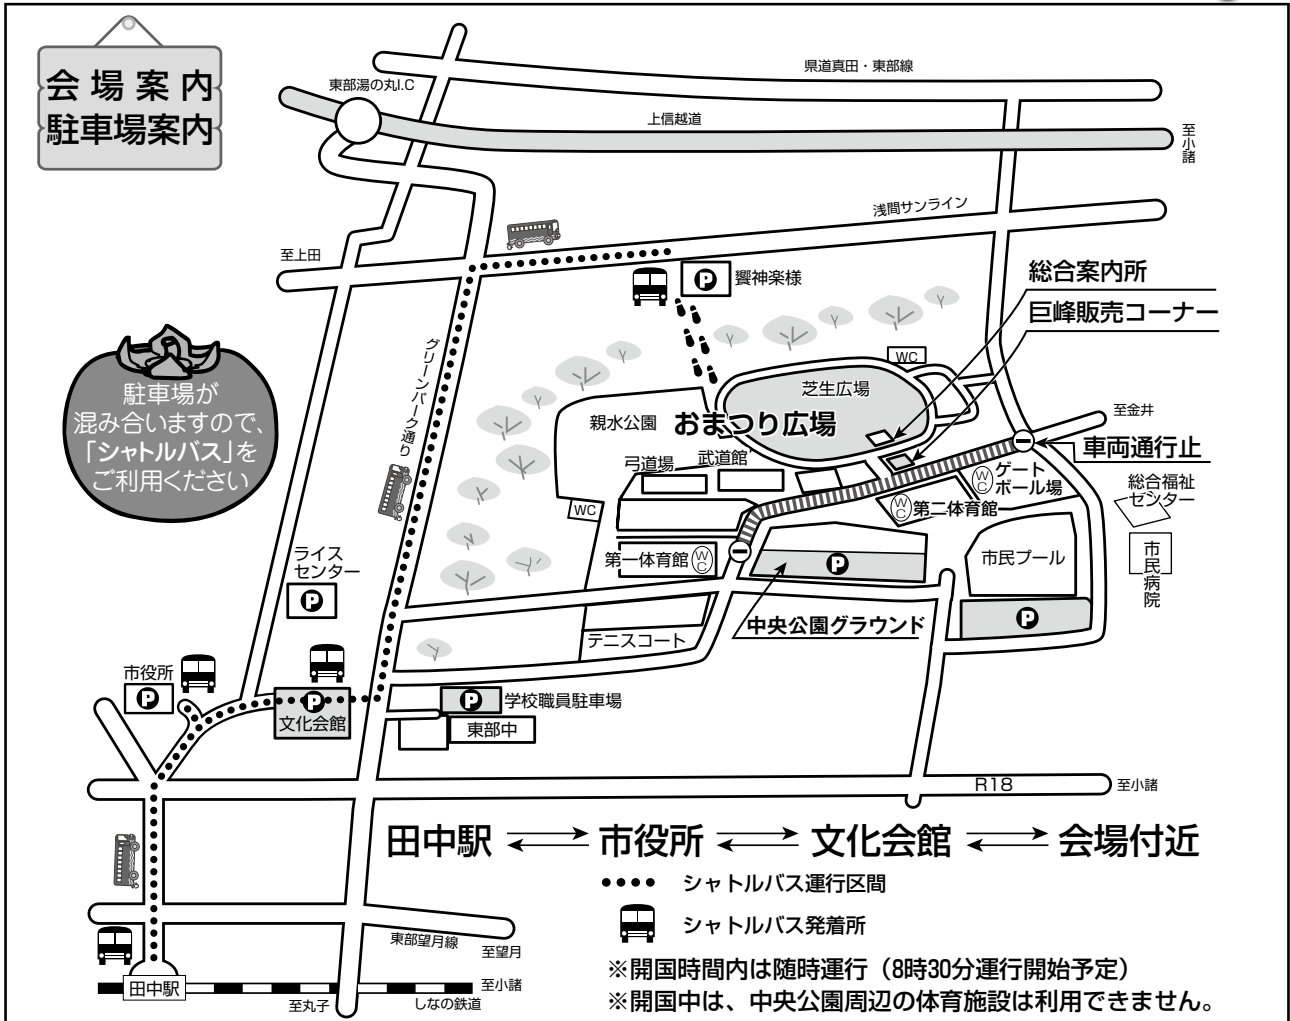 会場案内
駐車場案内
東部湯の丸I.C
県道真田・東部線
上信越道
至小諸
浅間サンライン
至上田
P
饗神楽様
総合案内所
巨峰販売コーナー
駐車場が
混み合いますので、
「シャトルバス」を
ご利用ください
グリーンパーク通り
WC
芝生広場
親水公園
おまつり広場
至金井
車両通行止
弓道場
武道館
WC
ゲート
ボール場
総合福祉
センター
WC
WC
第二体育館
市民病院
第一体育館
WC
P
市民プール
ライス
センター
P
中央公園グラウンド
P
テニスコート
市役所
P
P
文化会館
P
学校職員駐車場
東部中
R18
至小諸
田中駅
市役所
文化会館
会場付近
シャトルバス運行区間
シャトルバス発着所
東部望月線
至望月
田中駅
至丸子
しなの鉄道
至小諸
※開国時間内は随時運行（8時30分運行開始予定）
※開国中は、中央公園周辺の体育施設は利用できません。